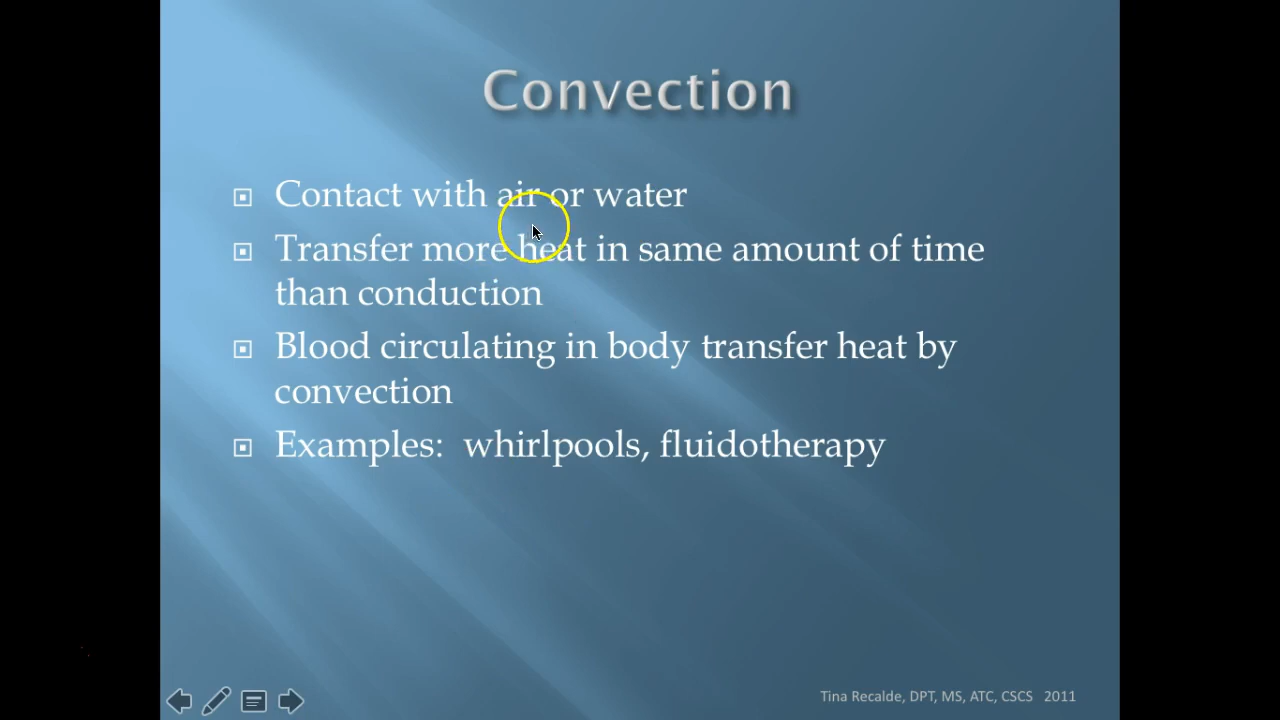 Convection
Contact with air or water
Transfer more heat in same amount of time
than conduction
Blood circulating in body transfer heat by
convection
Examples: whirlpools, fluidotherapy
Tina Recalde, DPT, MS, ATC, CSCS 2011